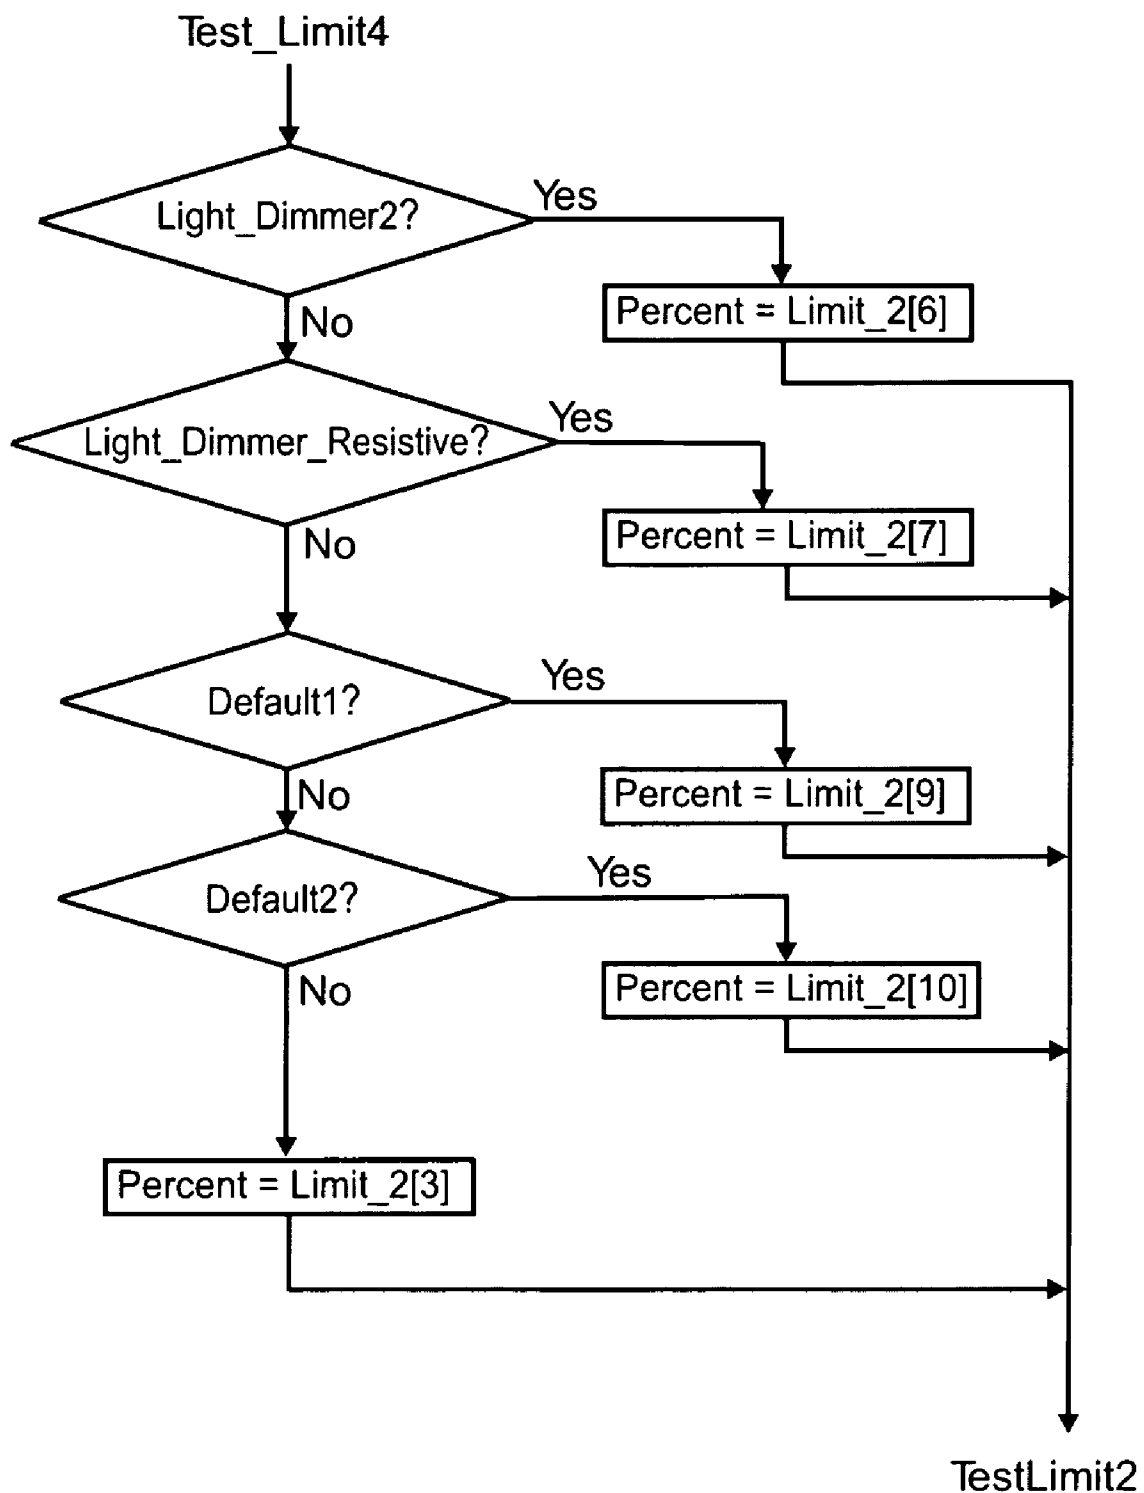 Test_Limit4
Light_Dimmer2?
Yes
Percent = Limit_2[6]
No
Light_Dimmer_Resistive?
Yes
Percent = Limit_2[7]
No
Default1?
Yes
Percent = Limit_2[9]
No
Default2?
Yes
Percent = Limit_2[10]
No
Percent = Limit_2[3]
TestLimit2